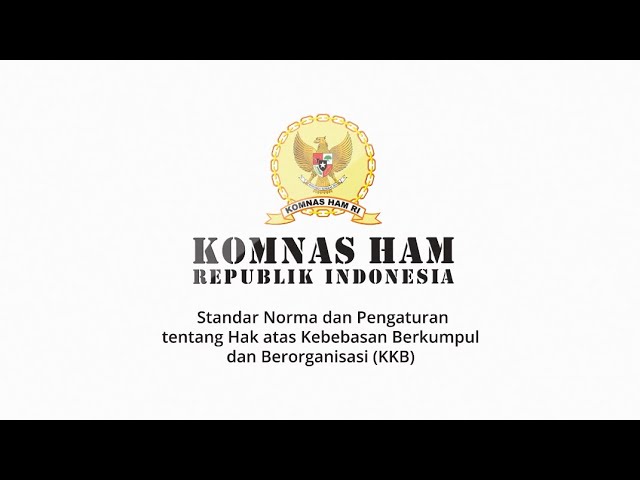 KOMNAS HAM RI
KOMNAS HAM
REPUBLIK INDONESIA
Standar Norma dan Pengaturan
tentang Hak atas Kebebasan Berkumpul
dan Berorganisasi (KKB)